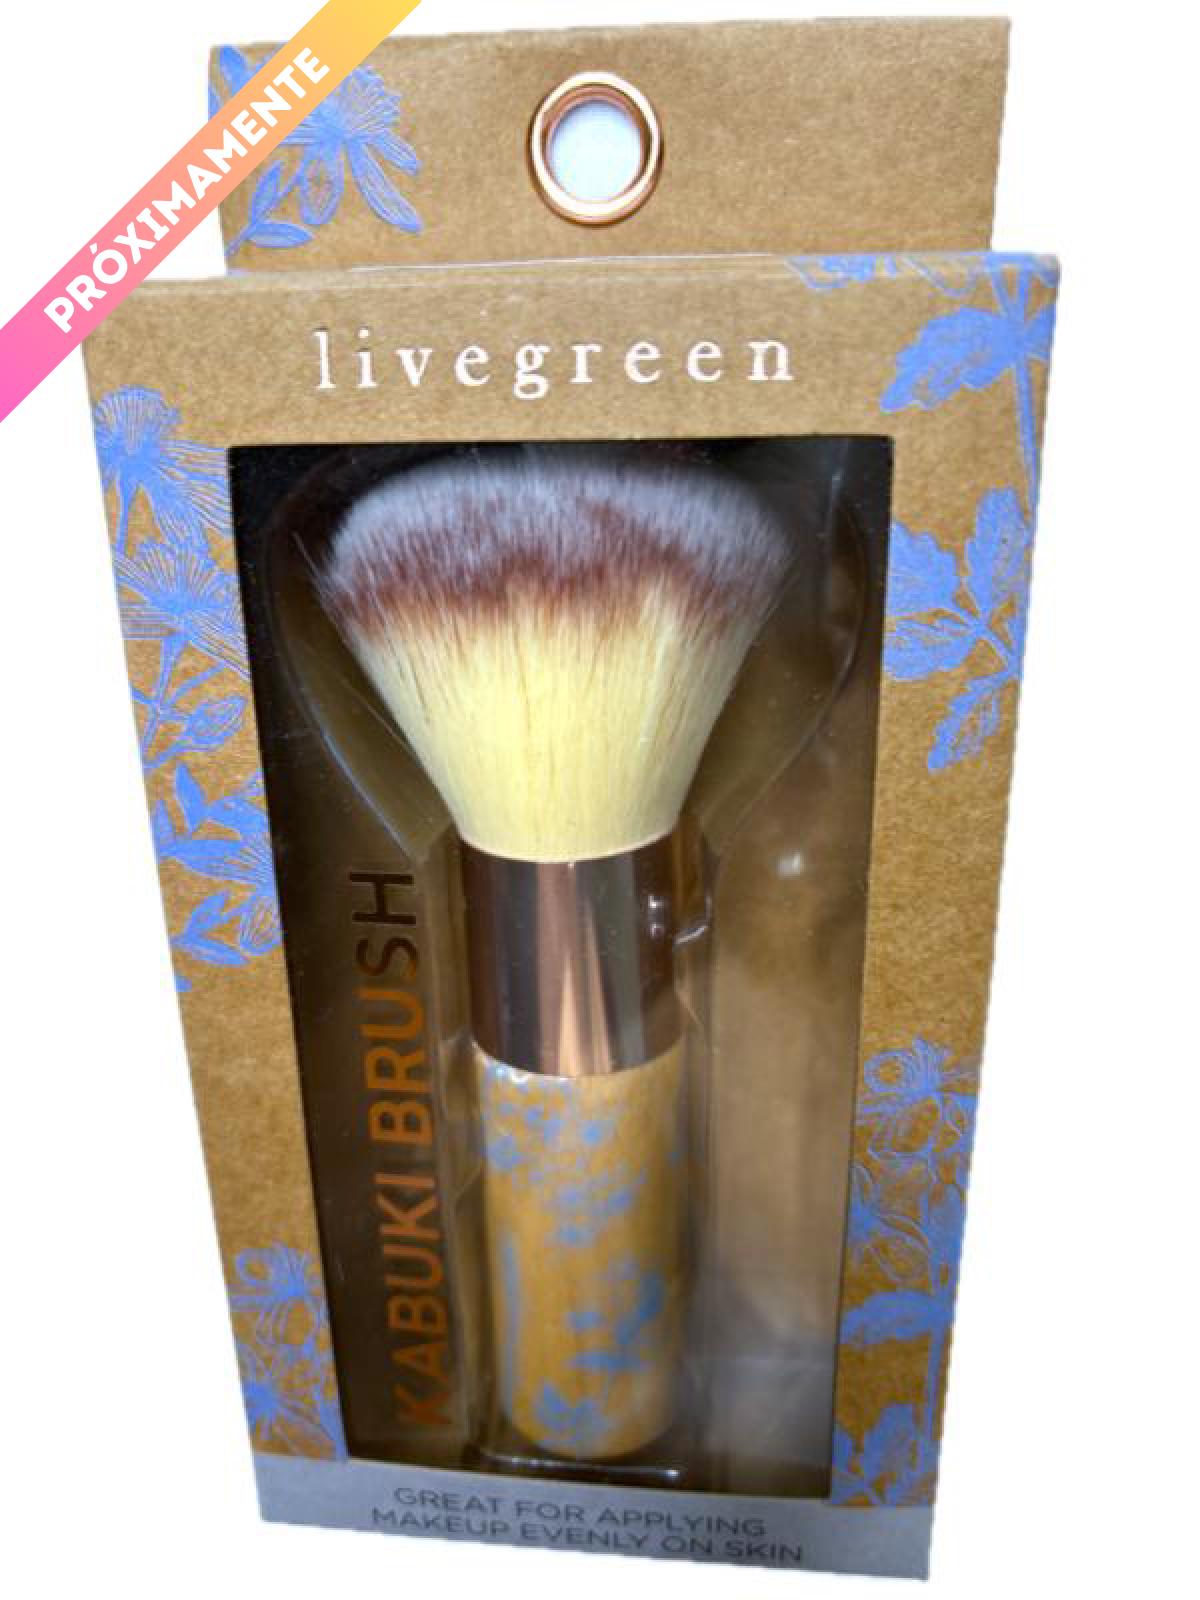 PRÓXIMAMENTE
livegreen
KABUKI BRUSH
GREAT FOR APPLYING
MAKEUP EVENLY ON SKIN